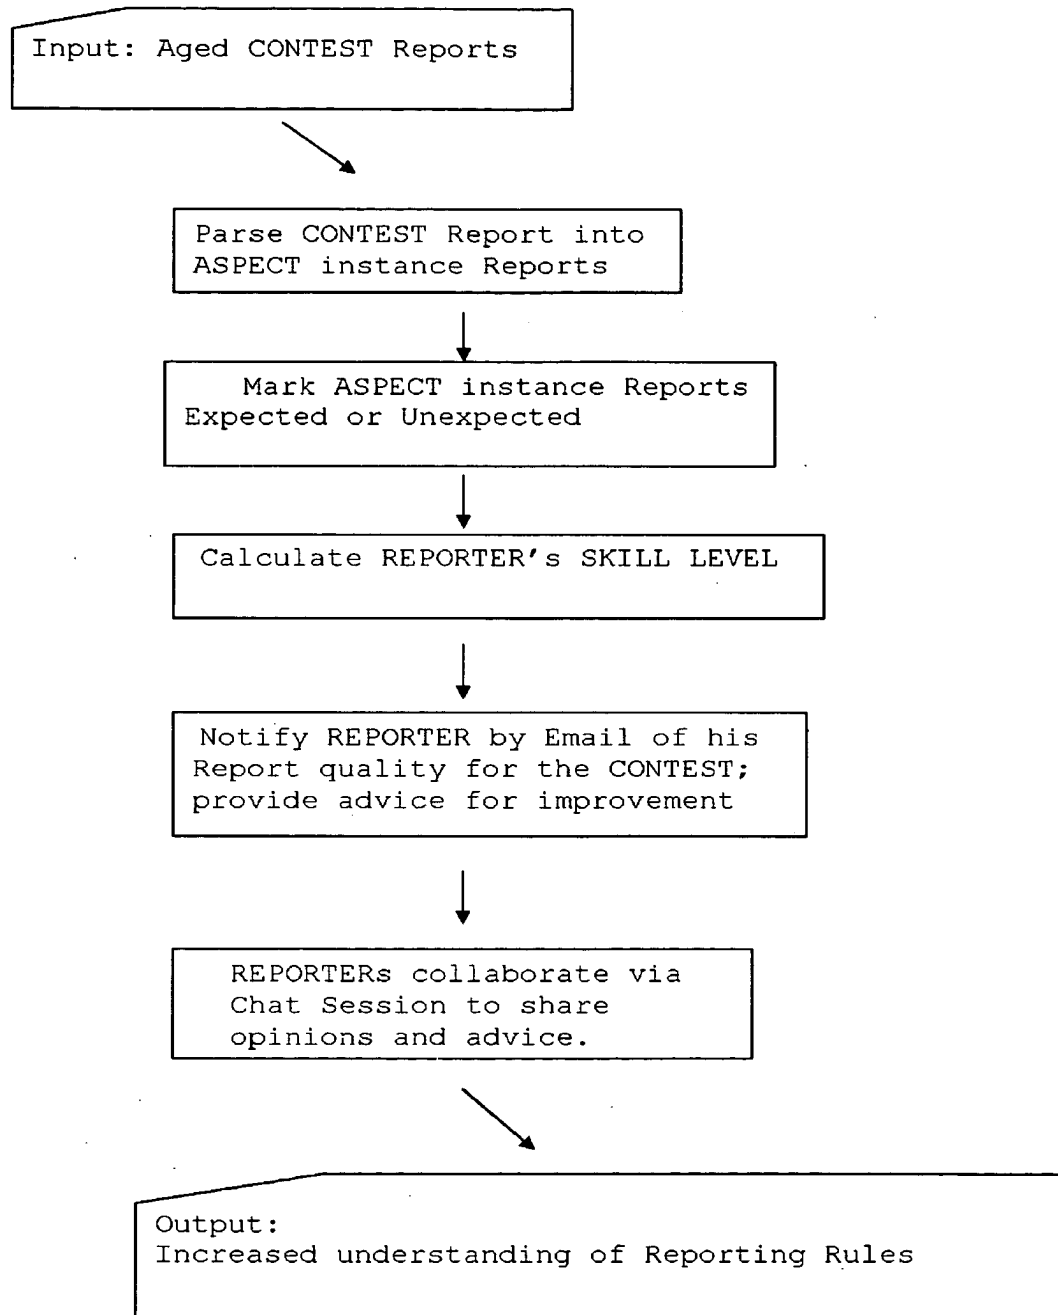 Input: Aged CONTEST Reports
Parse CONTEST Report into
ASPECT instance Reports
Mark ASPECT instance Reports
Expected or Unexpected
Calculate REPORTER's SKILL LEVEL
Notify REPORTER by Email of his
Report quality for the CONTEST;
provide advice for improvement
REPORTERs collaborate via
Chat Session to share
opinions and advice.
Output:
Increased understanding of Reporting Rules